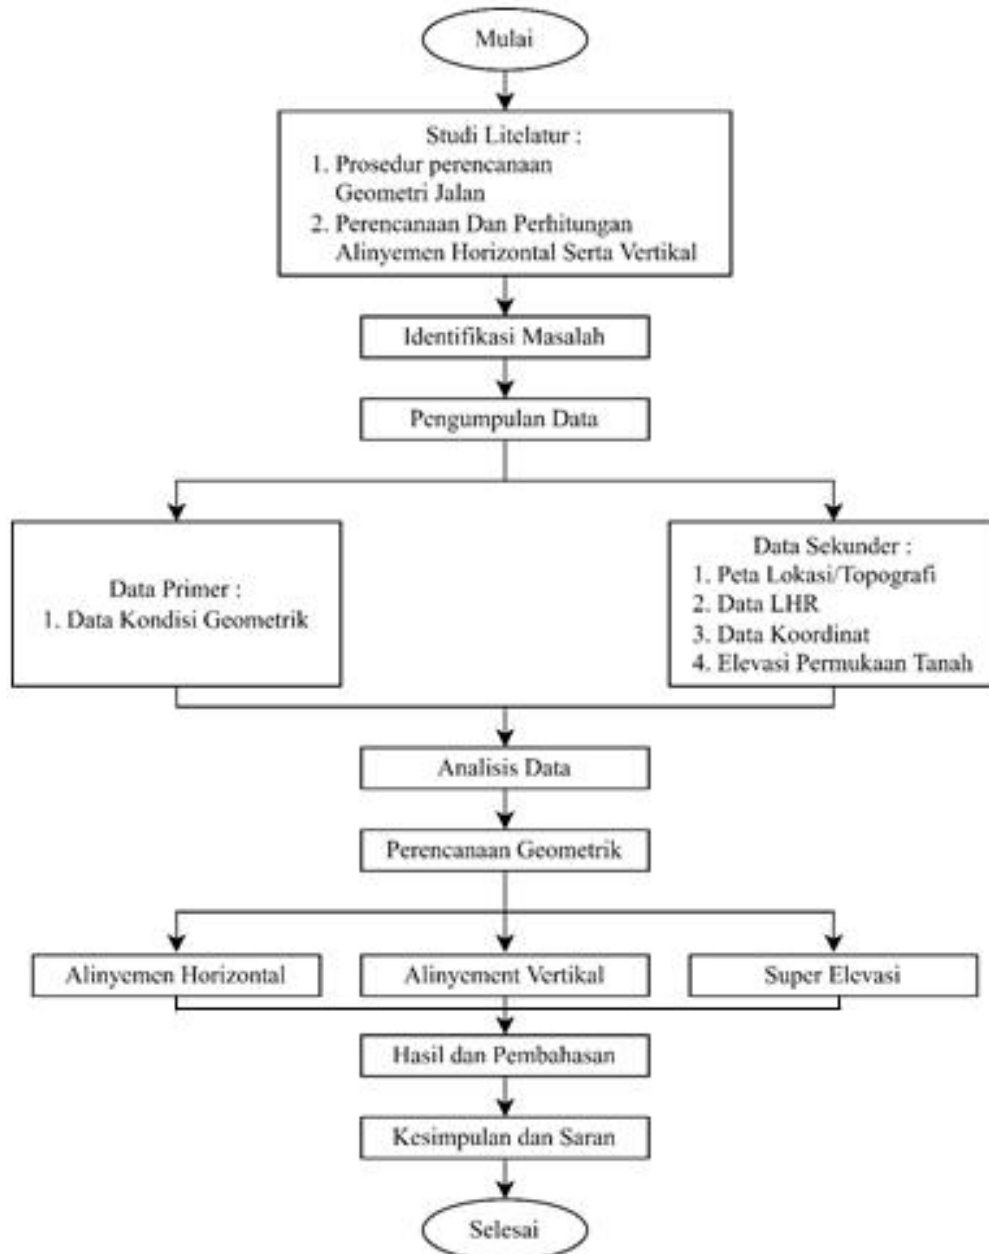 Mulai
Studi Litelatur :
1. Prosedur perencanaan
Geometri Jalan
2. Perencanaan Dan Perhitungan
Alinyemen Horizontal Serta Vertikal
Identifikasi Masalah
Pengumpulan Data
Data Primer :
1. Data Kondisi Geometrik
Data Sekunder :
1. Peta Lokasi/Topografi
2. Data LHR
3. Data Koordinat
4. Elevasi Permukaan Tanah
Analisis Data
Perencanaan Geometrik
Alinyemen Horizontal
Alinyement Vertikal
Super Elevasi
Hasil dan Pembahasan
Kesimpulan dan Saran
Selesai